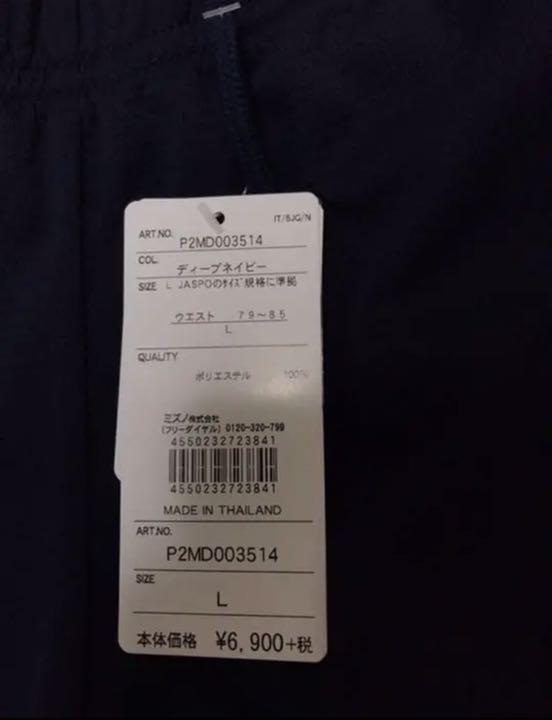 IT/SJG/N
ART.NO. P2MD003514
COL. ディープネイビー
SIZE L JASPOのサイズ規格に準拠
ウエスト 79〜85
L
QUALITY
ポリエステル 100%
ミズノ株式会社
(フリーダイヤル) 0120-320-799
4550232723841
4550232723841
MADE IN THAILAND
ART.NO.
P2MD003514
SIZE
L
本体価格 ¥6,900+税